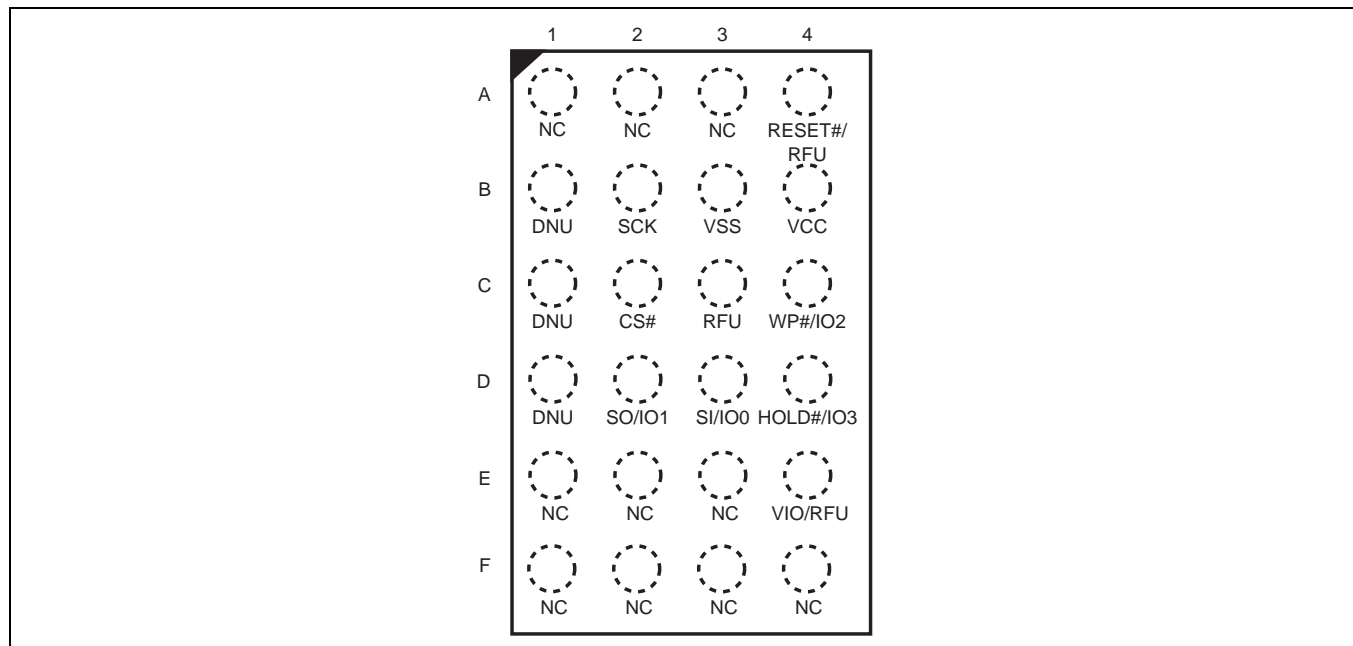 1 2 3 4
A
NC NC NC RESET#/
RFU
B
DNU SCK VSS VCC
C
DNU CS# RFU WP#/IO2
D
DNU SO/IO1 SI/IO0 HOLD#/IO3
E
NC NC NC VIO/RFU
F
NC NC NC NC